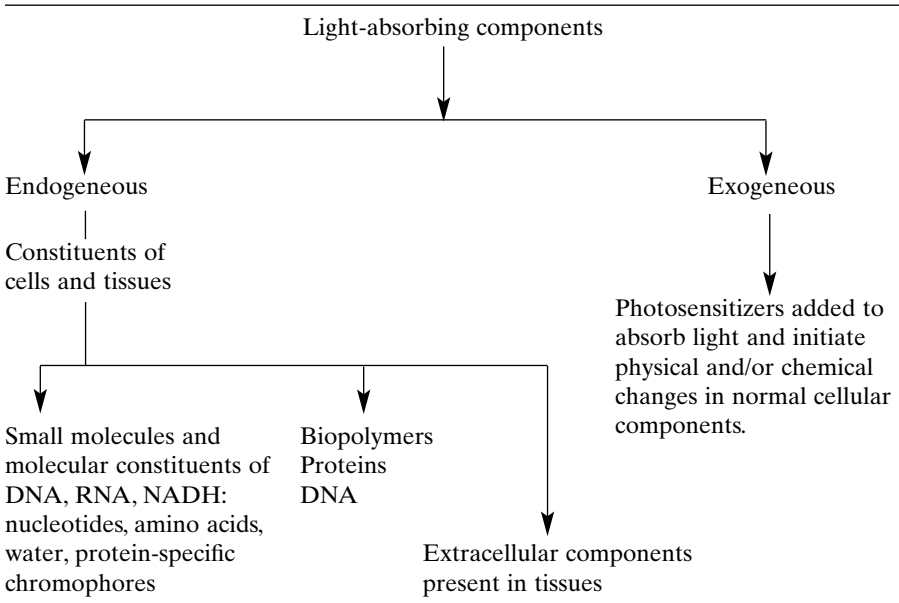 Light-absorbing components
Endogeneous
Exogeneous
Constituents of
cells and tissues
Photosensitizers added to
absorb light and initiate
physical and/or chemical
changes in normal cellular
components.
Small molecules and
molecular constituents of
DNA, RNA, NADH:
nucleotides, amino acids,
water, protein-specific
chromophores
Biopolymers
Proteins
DNA
Extracellular components
present in tissues